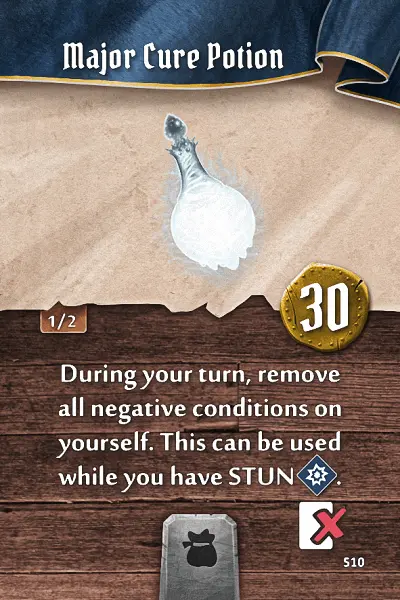 Major Cure Potion
1/2
30
During your turn, remove
all negative conditions on
yourself. This can be used
while you have STUN.
510